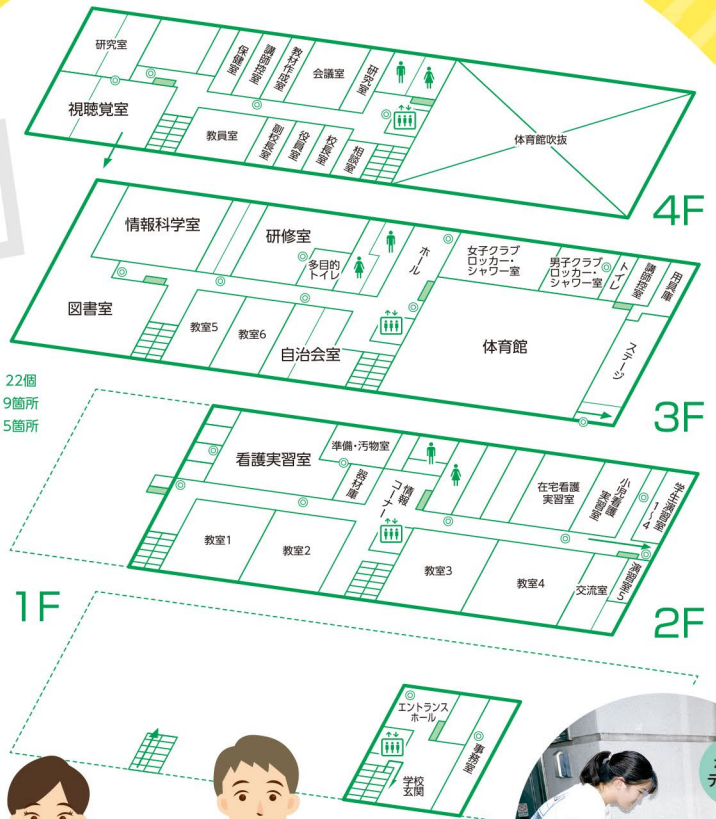 研究室
視聴覚室
保健室
講師控室
教材作成室
会議室
研究室
教員室
副校長室
役員室
校長室
相談室
体育館吹抜
4F
情報科学室
研修室
多目的
トイレ
ホール
女子クラブ
ロッカー・
シャワー室
男子クラブ
ロッカー・
シャワー室
トイレ
講師控室
用具庫
図書室
教室5
教室6
自治会室
体育館
ステージ
3F
22個
9箇所
5箇所
看護実習室
準備・汚物室
器材庫
情報
コーナー
在宅看護
実習室
小児看護
実習室
学生演習室
1〜4
教室1
教室2
教室3
教室4
交流室
演習室5
2F
1F
エントランス
ホール
事務室
学校
玄関